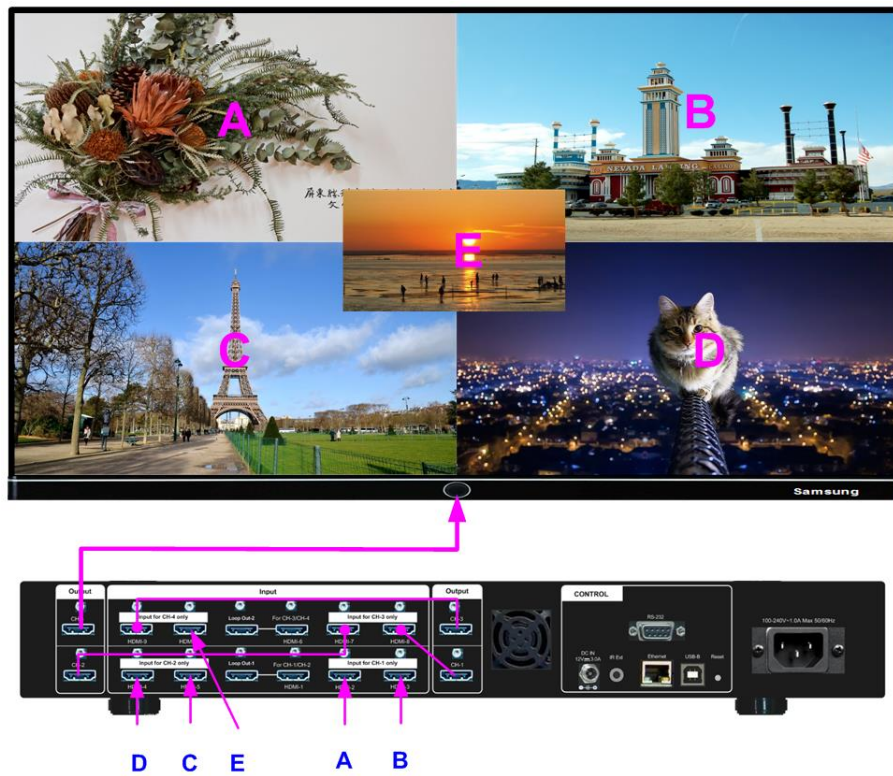 A
B
NEVADA LANDING
E
C
D
Samsung
Output
Input
Output
CONTROL
Input for CH-4 only
Loop Out-2
For CH-3/CH-4
Input for CH-3 only
RS-232
100-240V~1.0A Max 50/60Hz
HDMI-6
HDMI-7
CH-3
CH-2
Input for CH-2 only
Loop Out-1
For CH-1/CH-2
Input for CH-1 only
CH-1
DC IN
IR Ext
Ethernet
USB-B
Reset
HDMI-1
D
C
E
A
B